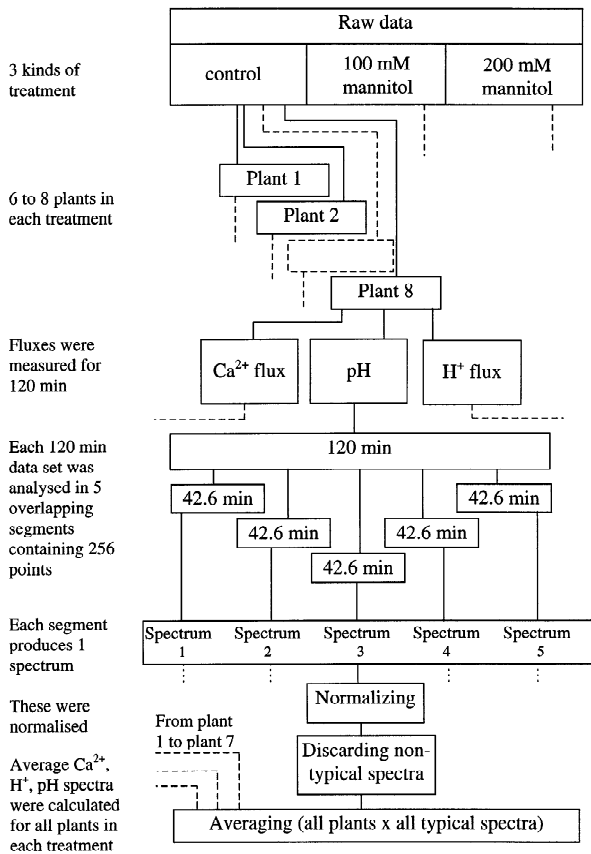 Raw data
3 kinds of
treatment
control
100 mM
mannitol
200 mM
mannitol
6 to 8 plants in
each treatment
Plant 1
Plant 2
Plant 8
Fluxes were
measured for
120 min
Ca²⁺ flux
pH
H⁺ flux
Each 120 min
data set was
analysed in 5
overlapping
segments
containing 256
points
120 min
42.6 min
42.6 min
42.6 min
42.6 min
42.6 min
Each segment
produces 1
spectrum
Spectrum
1
Spectrum
2
Spectrum
3
Spectrum
4
Spectrum
5
These were
normalised
Normalizing
From plant
1 to plant 7
Discarding non-
typical spectra
Average Ca²⁺,
H⁺, pH spectra
were calculated
for all plants in
each treatment
Averaging (all plants x all typical spectra)